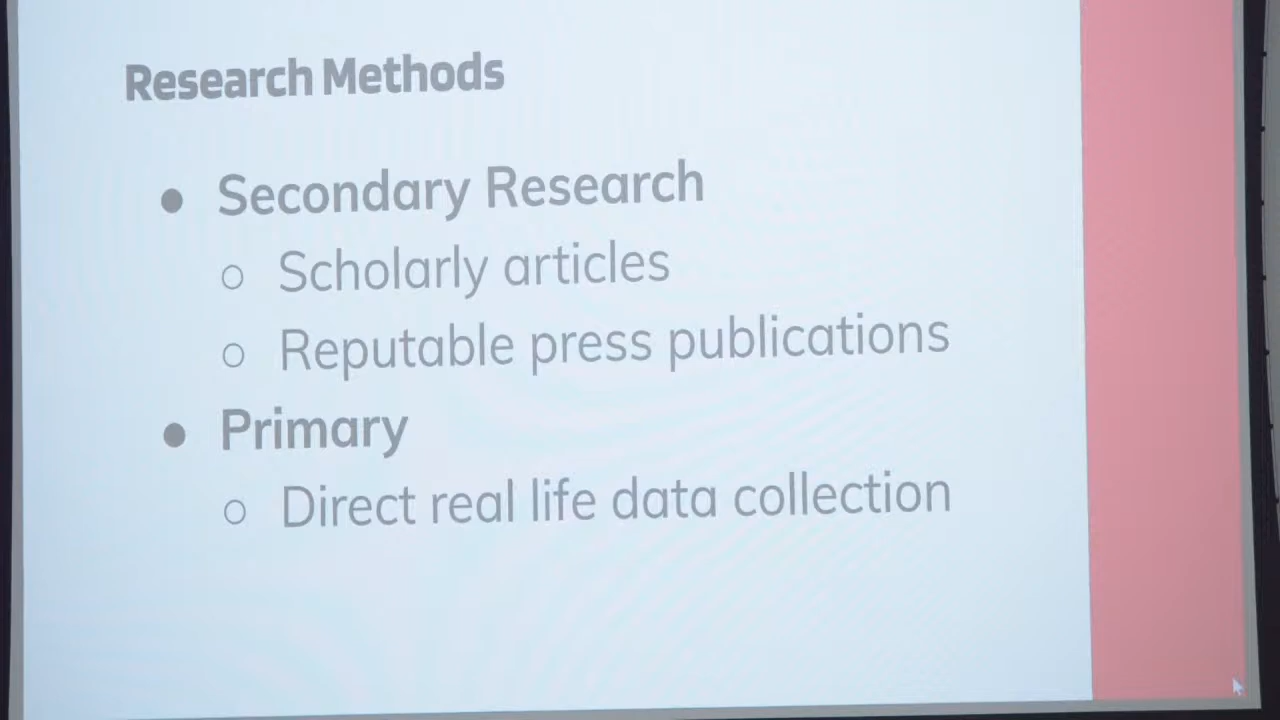 Research Methods
● Secondary Research
○ Scholarly articles
○ Reputable press publications
● Primary
○ Direct real life data collection